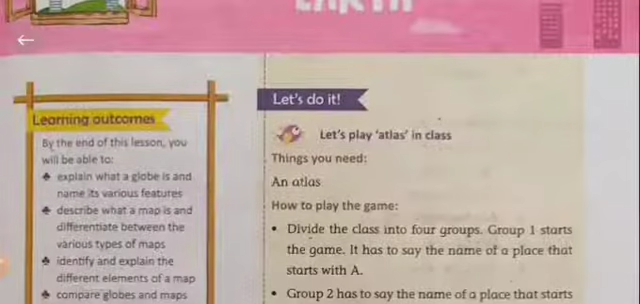 EARTH
Learning outcomes
By the end of this lesson, you
will be able to:
♣ explain what a globe is and
name its various features
♣ describe what a map is and
differentiate between the
various types of maps
♣ identify and explain the
different elements of a map
♣ compare globes and maps
Let's do it!
Let's play 'atlas' in class
Things you need:
An atlas
How to play the game:
• Divide the class into four groups. Group 1 starts
the game. It has to say the name of a place that
starts with A.
• Group 2 has to say the name of a place that starts